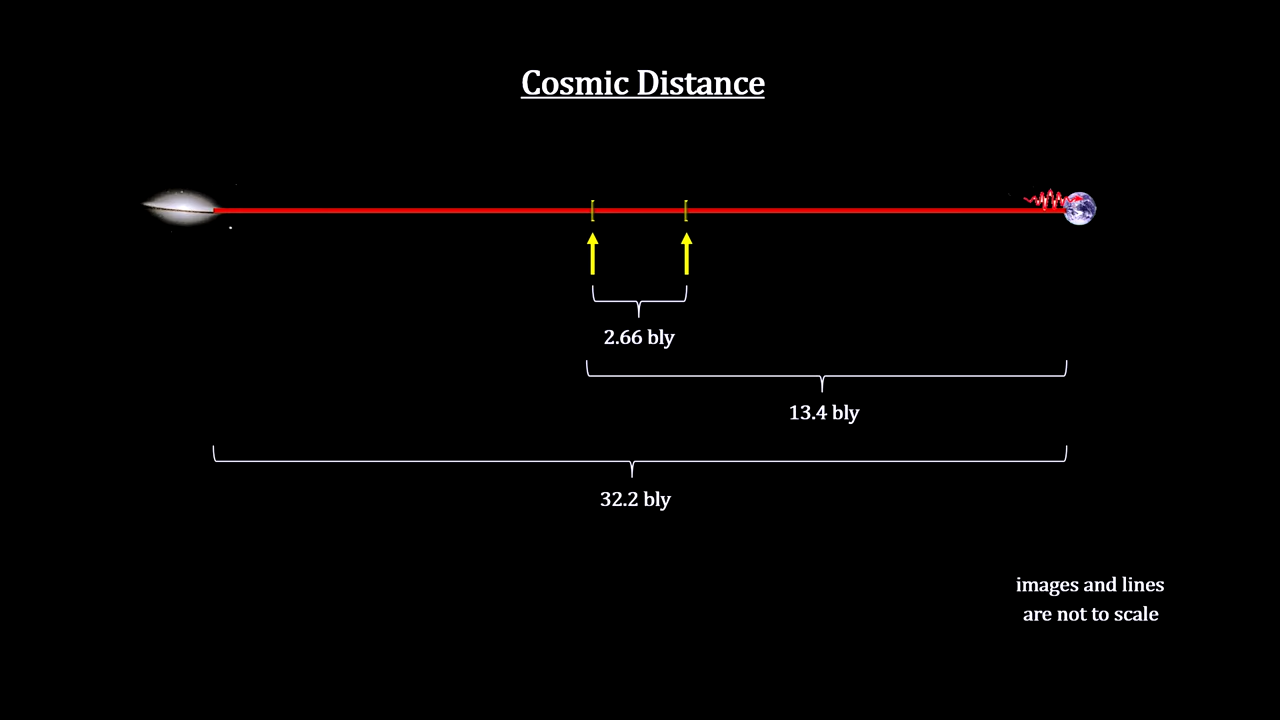 Cosmic Distance
2.66 bly
13.4 bly
32.2 bly
images and lines
are not to scale